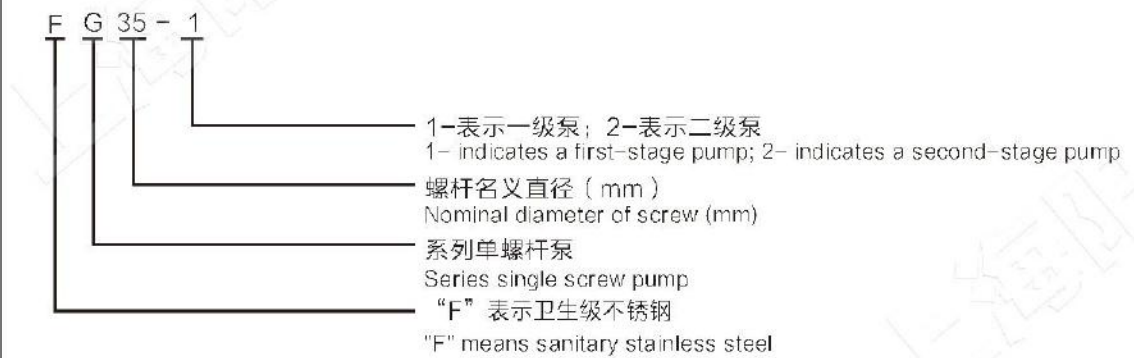 F G 35 - 1
1-表示一级泵；2-表示二级泵
1- indicates a first-stage pump; 2- indicates a second-stage pump
螺杆名义直径（mm）
Nominal diameter of screw (mm)
系列单螺杆泵
Series single screw pump
“F”表示卫生级不锈钢
"F" means sanitary stainless steel
上海阳